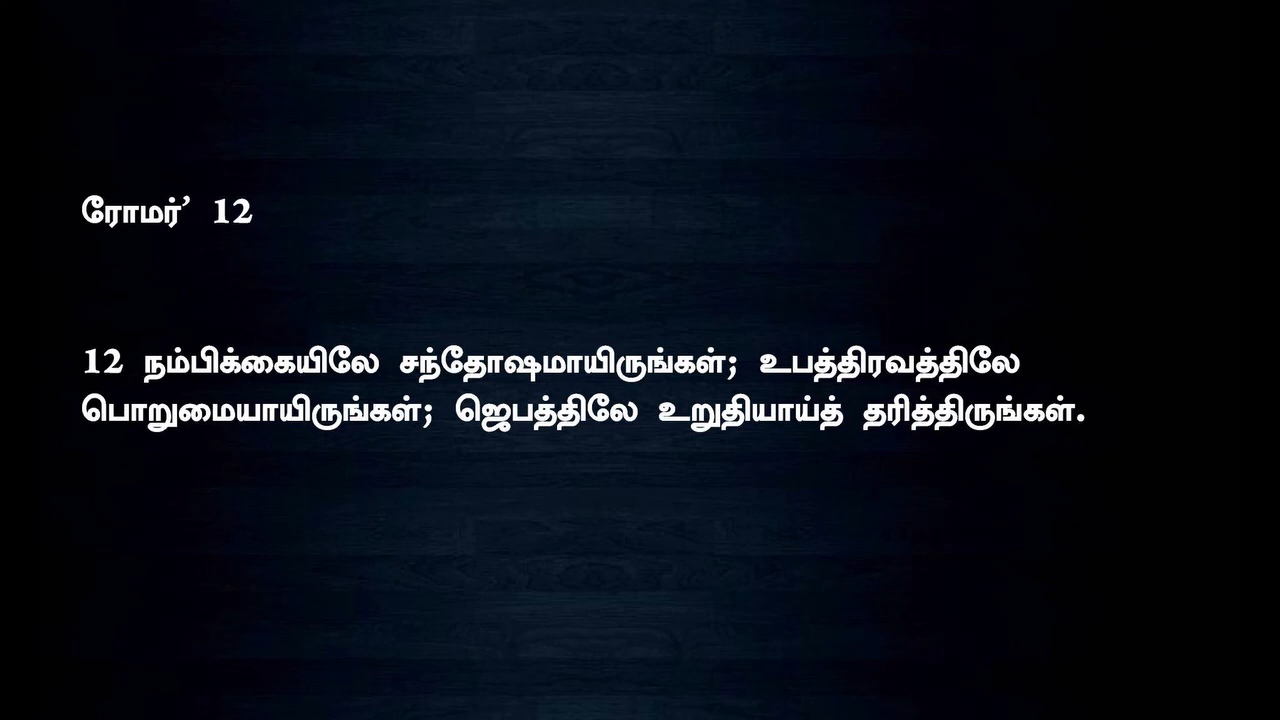 ரோமர்’ 12
12 நம்பிக்கையிலே சந்தோஷமாயிருங்கள்; உபத்திரவத்திலே
பொறுமையாயிருங்கள்; ஜெபத்திலே உறுதியாய்த் தரித்திருங்கள்.